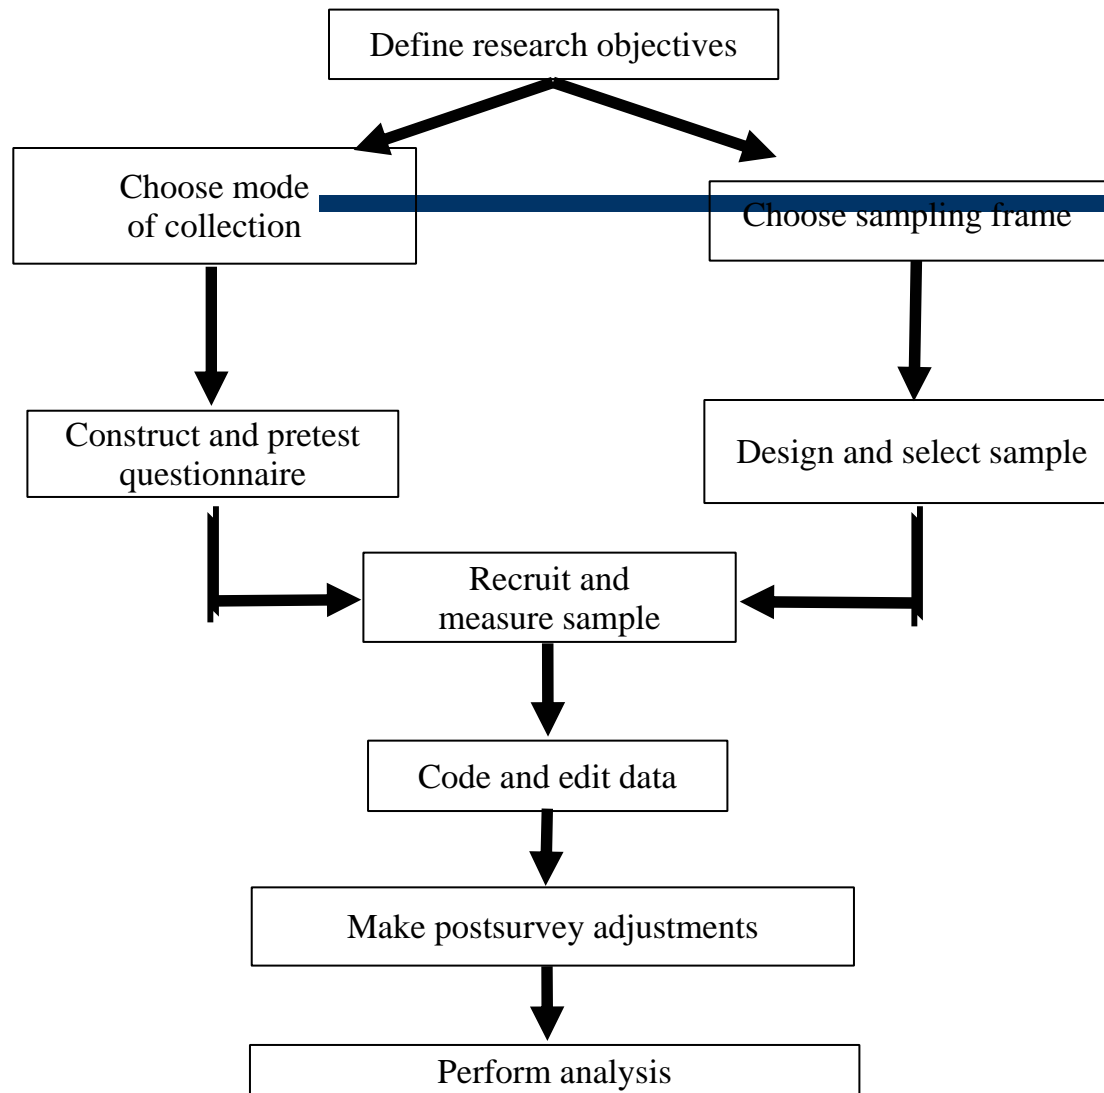 Define research objectives
Choose mode
of collection
Choose sampling frame
Construct and pretest
questionnaire
Design and select sample
Recruit and
measure sample
Code and edit data
Make postsurvey adjustments
Perform analysis